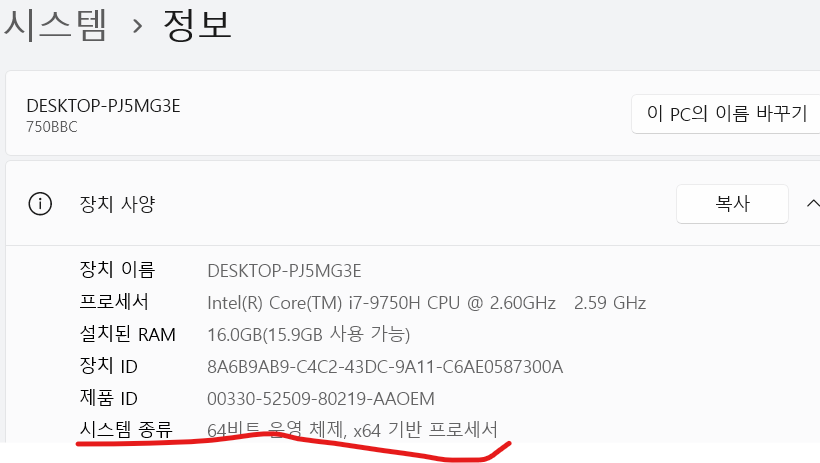 시스템 > 정보
DESKTOP-PJ5MG3E
750BBC
이 PC의 이름 바꾸기
장치 사양
복사
장치 이름 DESKTOP-PJ5MG3E
프로세서 Intel(R) Core(TM) i7-9750H CPU @ 2.60GHz 2.59 GHz
설치된 RAM 16.0GB(15.9GB 사용 가능)
장치 ID 8A6B9AB9-C4C2-43DC-9A11-C6AE0587300A
제품 ID 00330-52509-80219-AAOEM
시스템 종류 64비트 운영 체제, x64 기반 프로세서